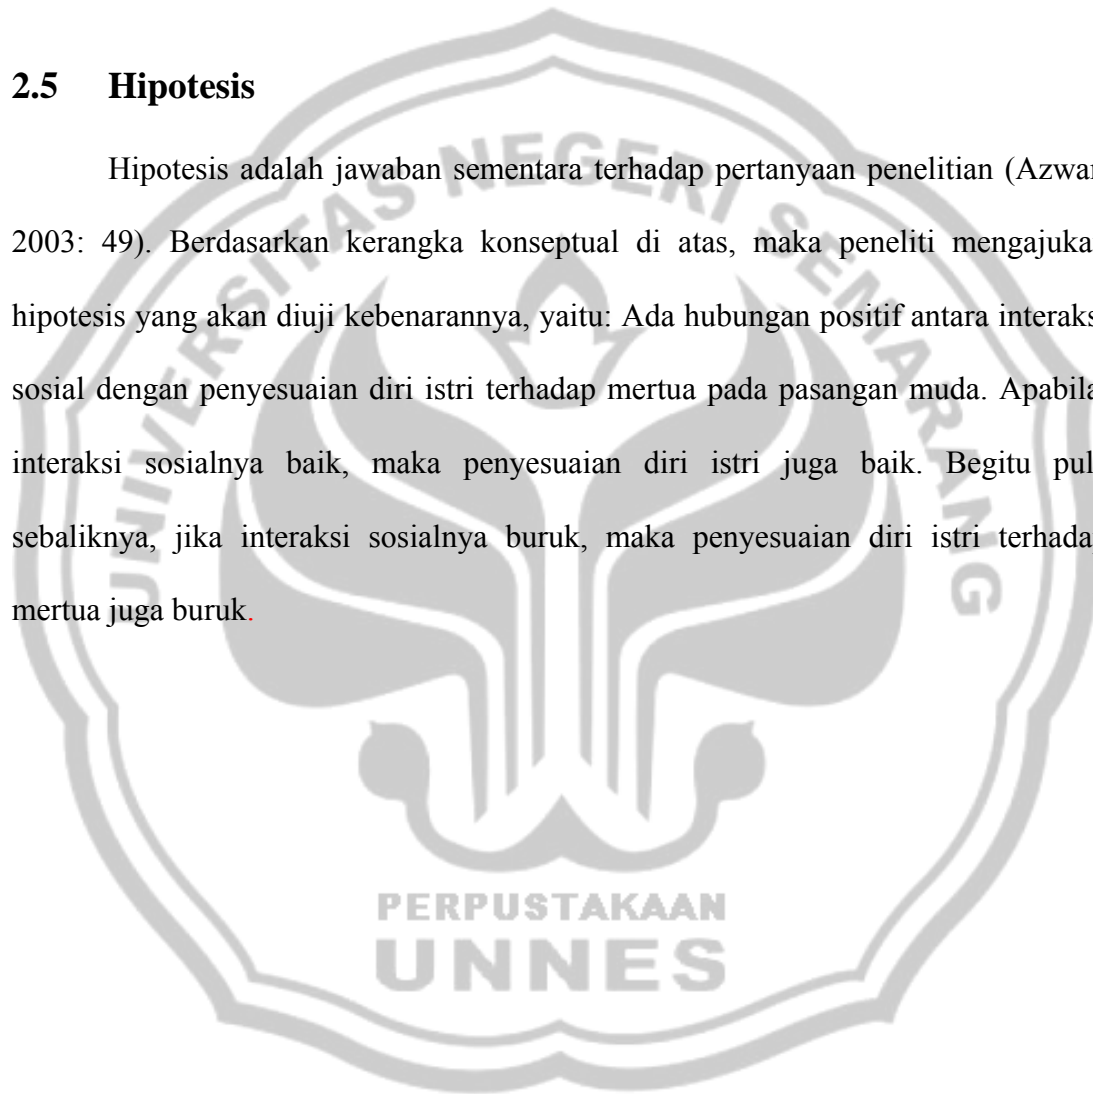 2.5 Hipotesis
Hipotesis adalah jawaban sementara terhadap pertanyaan penelitian (Azwar
2003: 49). Berdasarkan kerangka konseptual di atas, maka peneliti mengajuka
hipotesis yang akan diuji kebenarannya, yaitu: Ada hubungan positif antara interaks
sosial dengan penyesuaian diri istri terhadap mertua pada pasangan muda. Apabila
interaksi sosialnya baik, maka penyesuaian diri istri juga baik. Begitu pul
sebaliknya, jika interaksi sosialnya buruk, maka penyesuaian diri istri terhada
mertua juga buruk.
UNIVERSITAS NEGERI SEMARANG
PERPUSTAKAAN
UNNES